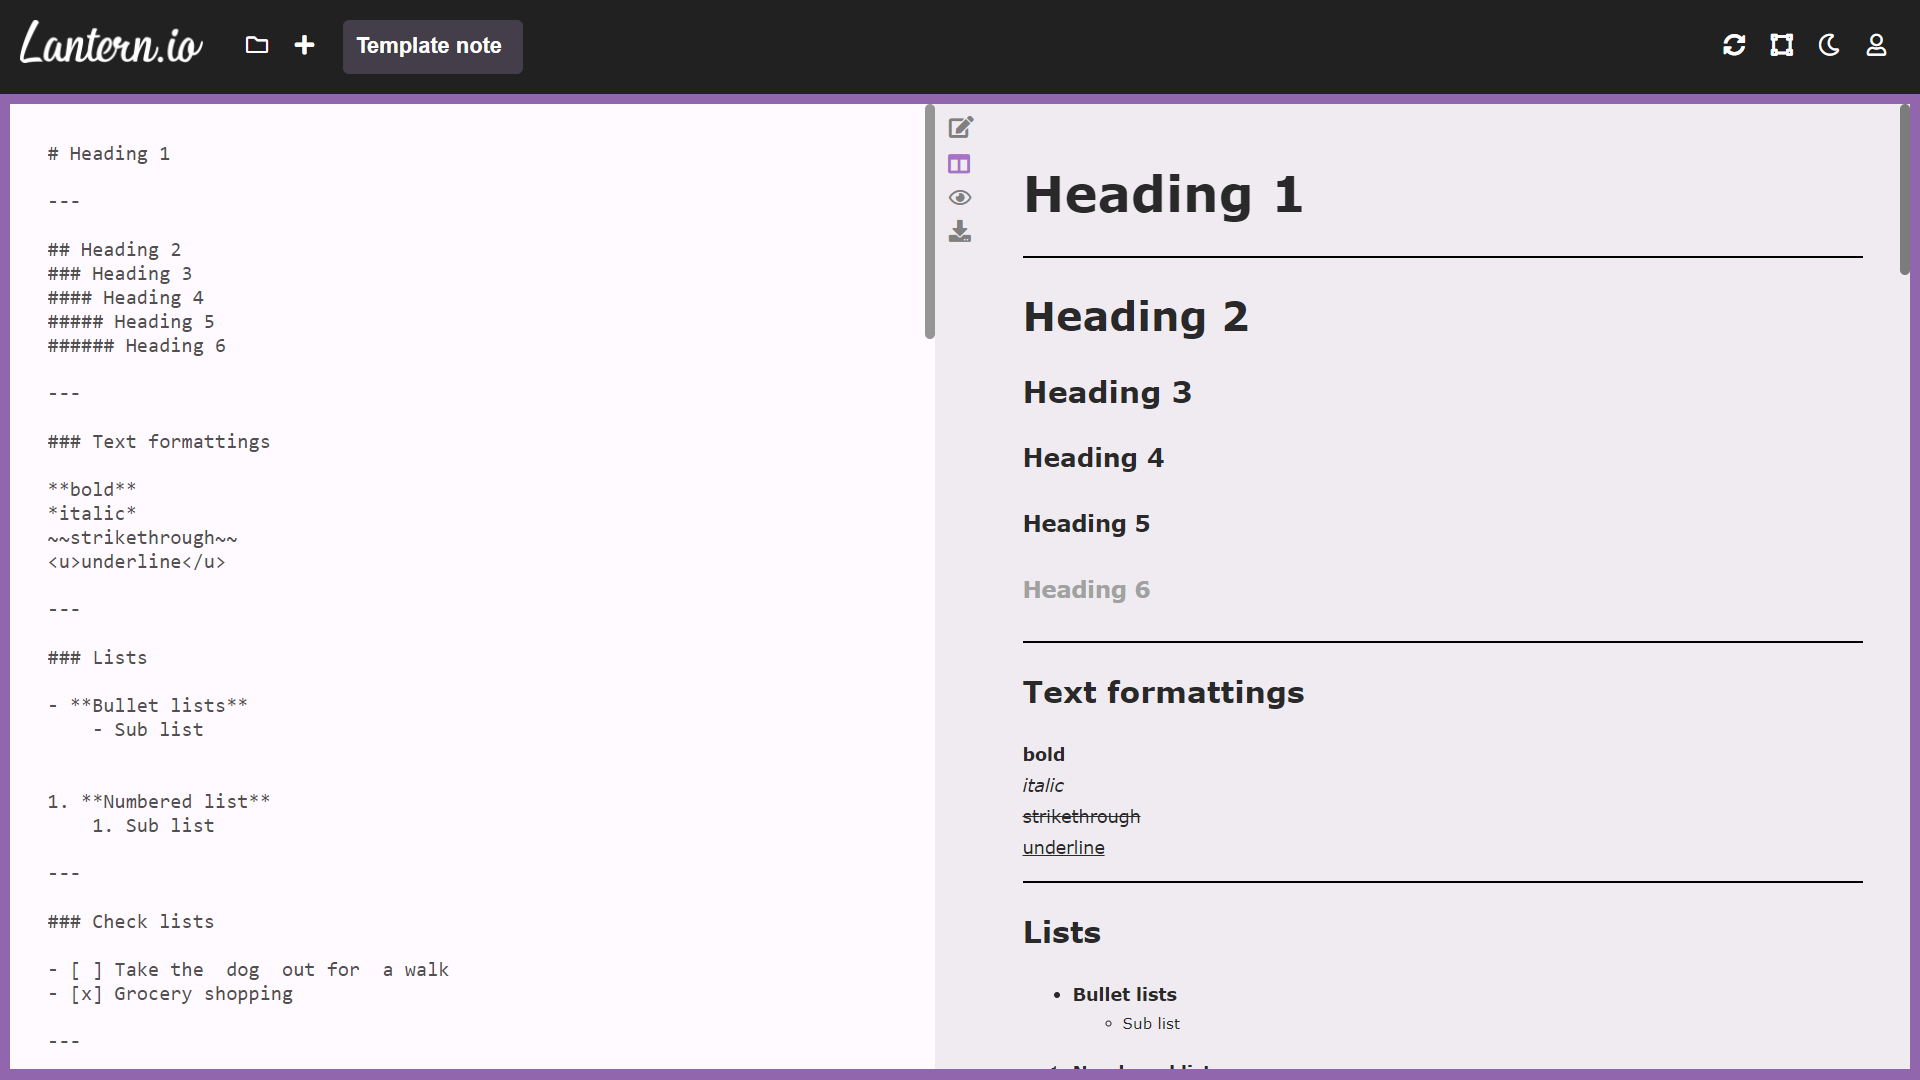 Lantern.io
Template note
# Heading 1
---
## Heading 2
### Heading 3
#### Heading 4
##### Heading 5
###### Heading 6
---
### Text formattings
**bold**
*italic*
~~strikethrough~~
<u>underline</u>
---
### Lists
- **Bullet lists**
    - Sub list
1. **Numbered list**
    1. Sub list
---
### Check lists
- [ ] Take the  dog  out for  a walk
- [x] Grocery shopping
---
Heading 1
Heading 2
Heading 3
Heading 4
Heading 5
Heading 6
Text formattings
bold
italic
strikethrough
underline
Lists
• Bullet lists
◦ Sub list